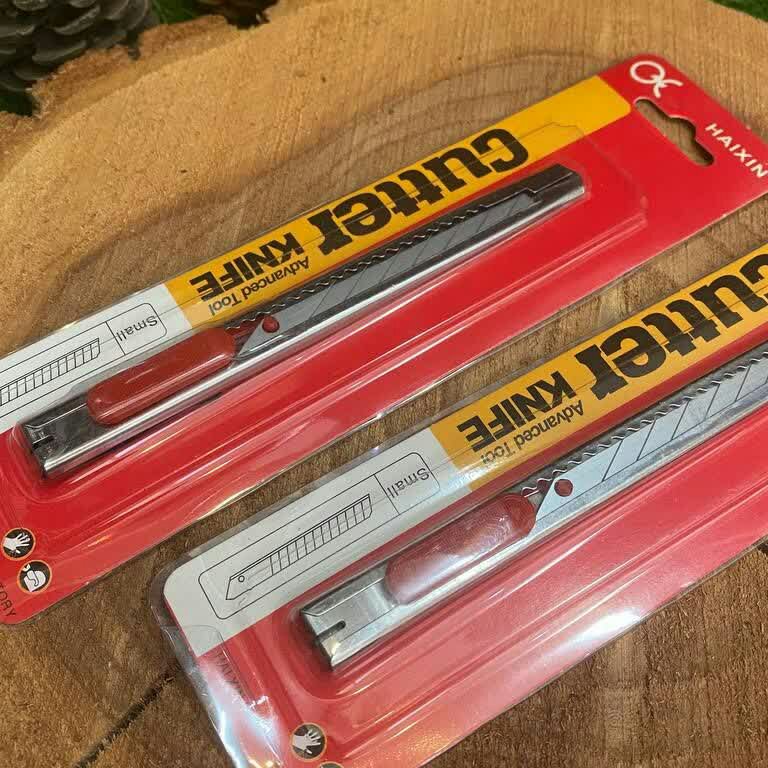 HAIXIN
Cutter
KNIFE
Advanced Tool
Small
Cutter
KNIFE
Advanced Tool
Small